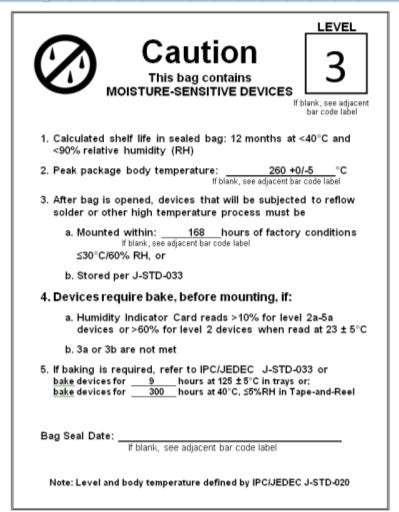 LEVEL
3
Caution
This bag contains
MOISTURE-SENSITIVE DEVICES
If blank, see adjacent
bar code label
1. Calculated shelf life in sealed bag: 12 months at <40°C and
<90% relative humidity (RH)
2. Peak package body temperature: 260 +0/-5 °C
If blank, see adjacent bar code label
3. After bag is opened, devices that will be subjected to reflow
solder or other high temperature process must be
a. Mounted within: 168 hours of factory conditions
If blank, see adjacent bar code label
≤30°C/60% RH, or
b. Stored per J-STD-033
4. Devices require bake, before mounting, if:
a. Humidity Indicator Card reads >10% for level 2a-5a
devices or >60% for level 2 devices when read at 23 ± 5°C
b. 3a or 3b are not met
5. If baking is required, refer to IPC/JEDEC J-STD-033 or
bake devices for 9 hours at 125 ± 5°C in trays or;
bake devices for 300 hours at 40°C, ≤5%RH in Tape-and-Reel
Bag Seal Date:
If blank, see adjacent bar code label
Note: Level and body temperature defined by IPC/JEDEC J-STD-020